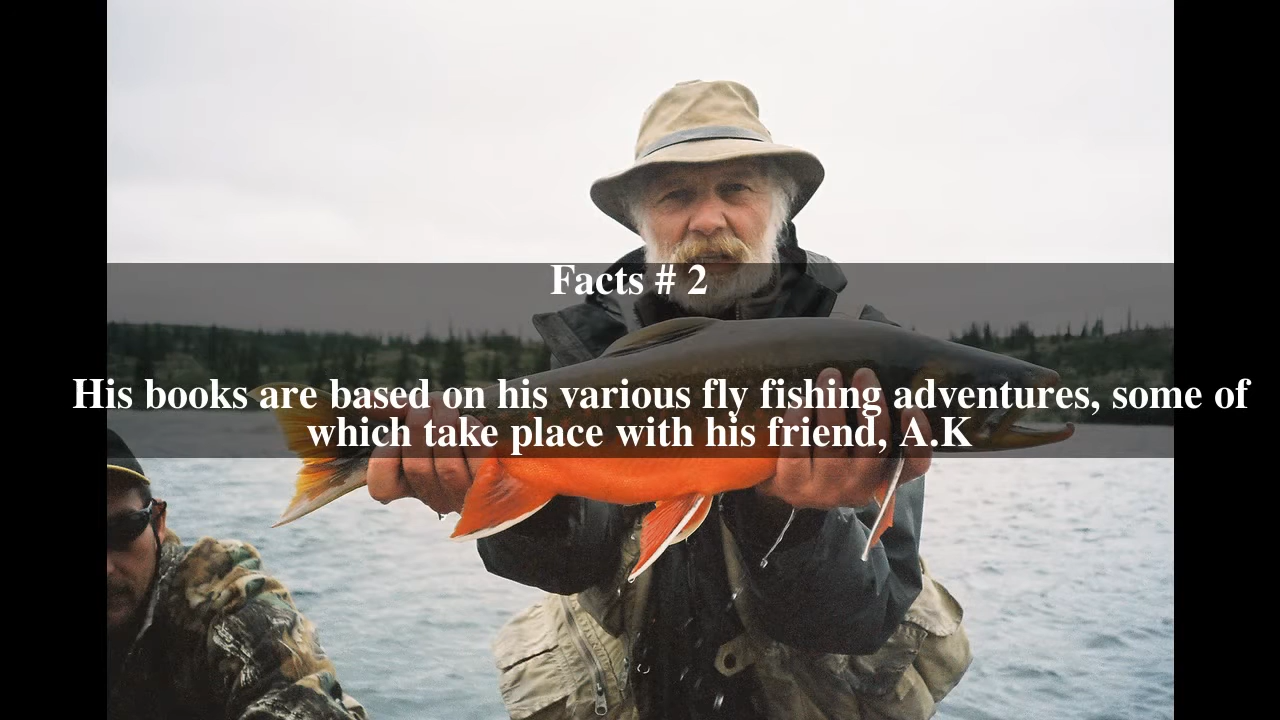 Facts # 2
His books are based on his various fly fishing adventures, some of
which take place with his friend, A.K